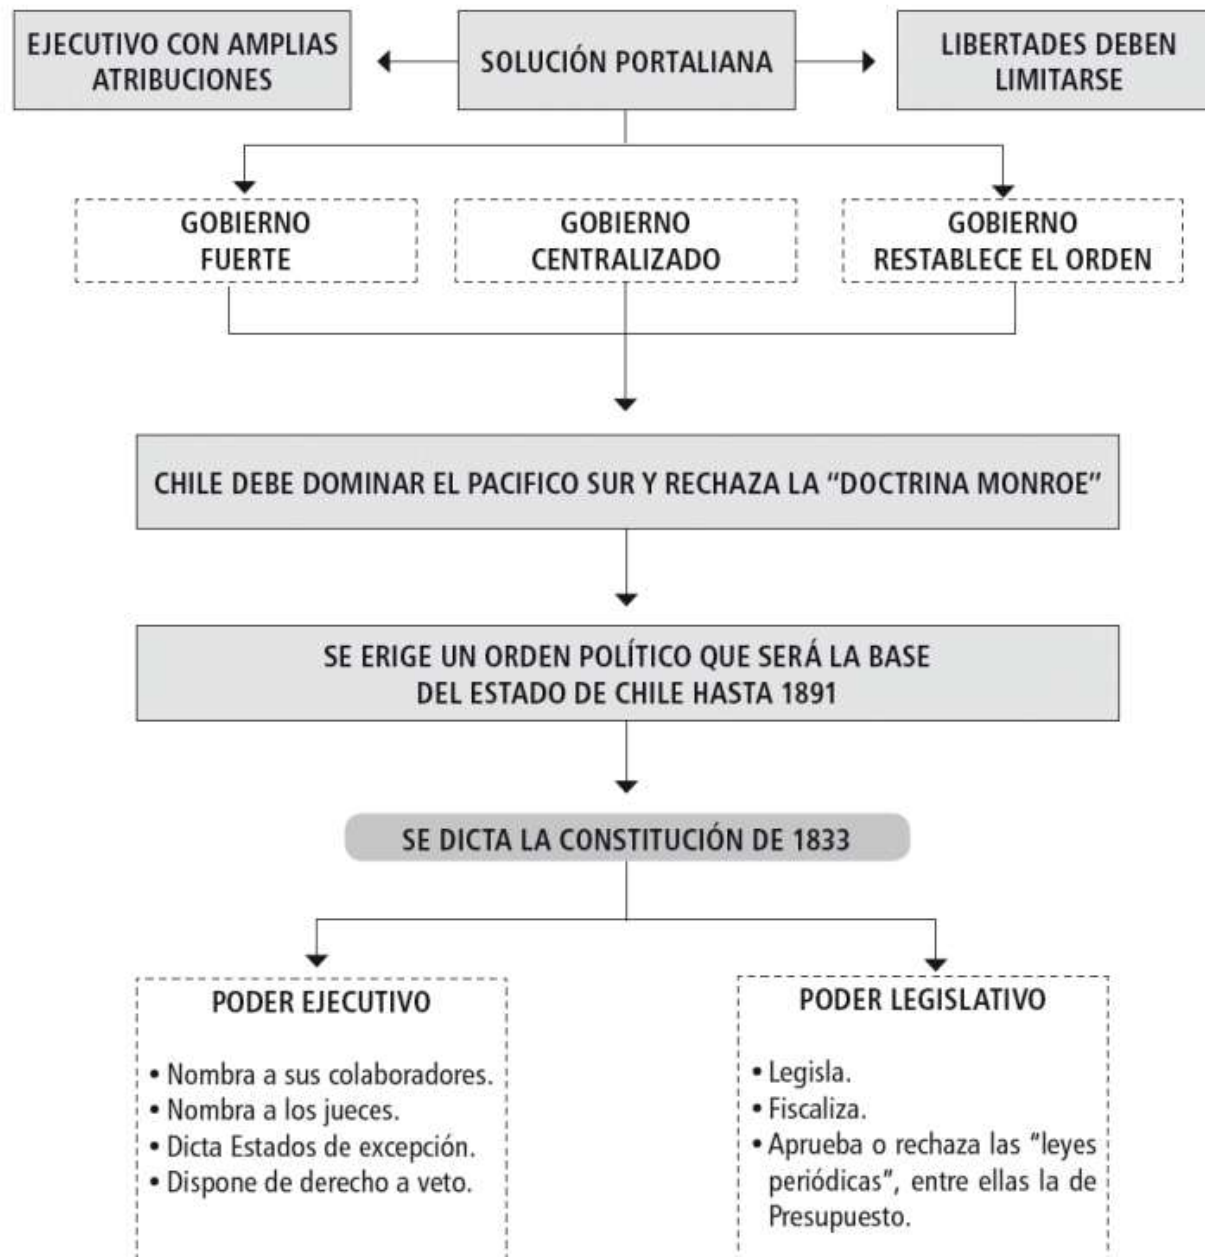 EJECUTIVO CON AMPLIAS
ATRIBUCIONES
SOLUCIÓN PORTALIANA
LIBERTADES DEBEN
LIMITARSE
GOBIERNO
FUERTE
GOBIERNO
CENTRALIZADO
GOBIERNO
RESTABLECE EL ORDEN
CHILE DEBE DOMINAR EL PACIFICO SUR Y RECHAZA LA “DOCTRINA MONROE”
SE ERIGE UN ORDEN POLÍTICO QUE SERÁ LA BASE
DEL ESTADO DE CHILE HASTA 1891
SE DICTA LA CONSTITUCIÓN DE 1833
PODER EJECUTIVO
• Nombra a sus colaboradores.
• Nombra a los jueces.
• Dicta Estados de excepción.
• Dispone de derecho a veto.
PODER LEGISLATIVO
• Legisla.
• Fiscaliza.
• Aprueba o rechaza las “leyes
periódicas”, entre ellas la de
Presupuesto.